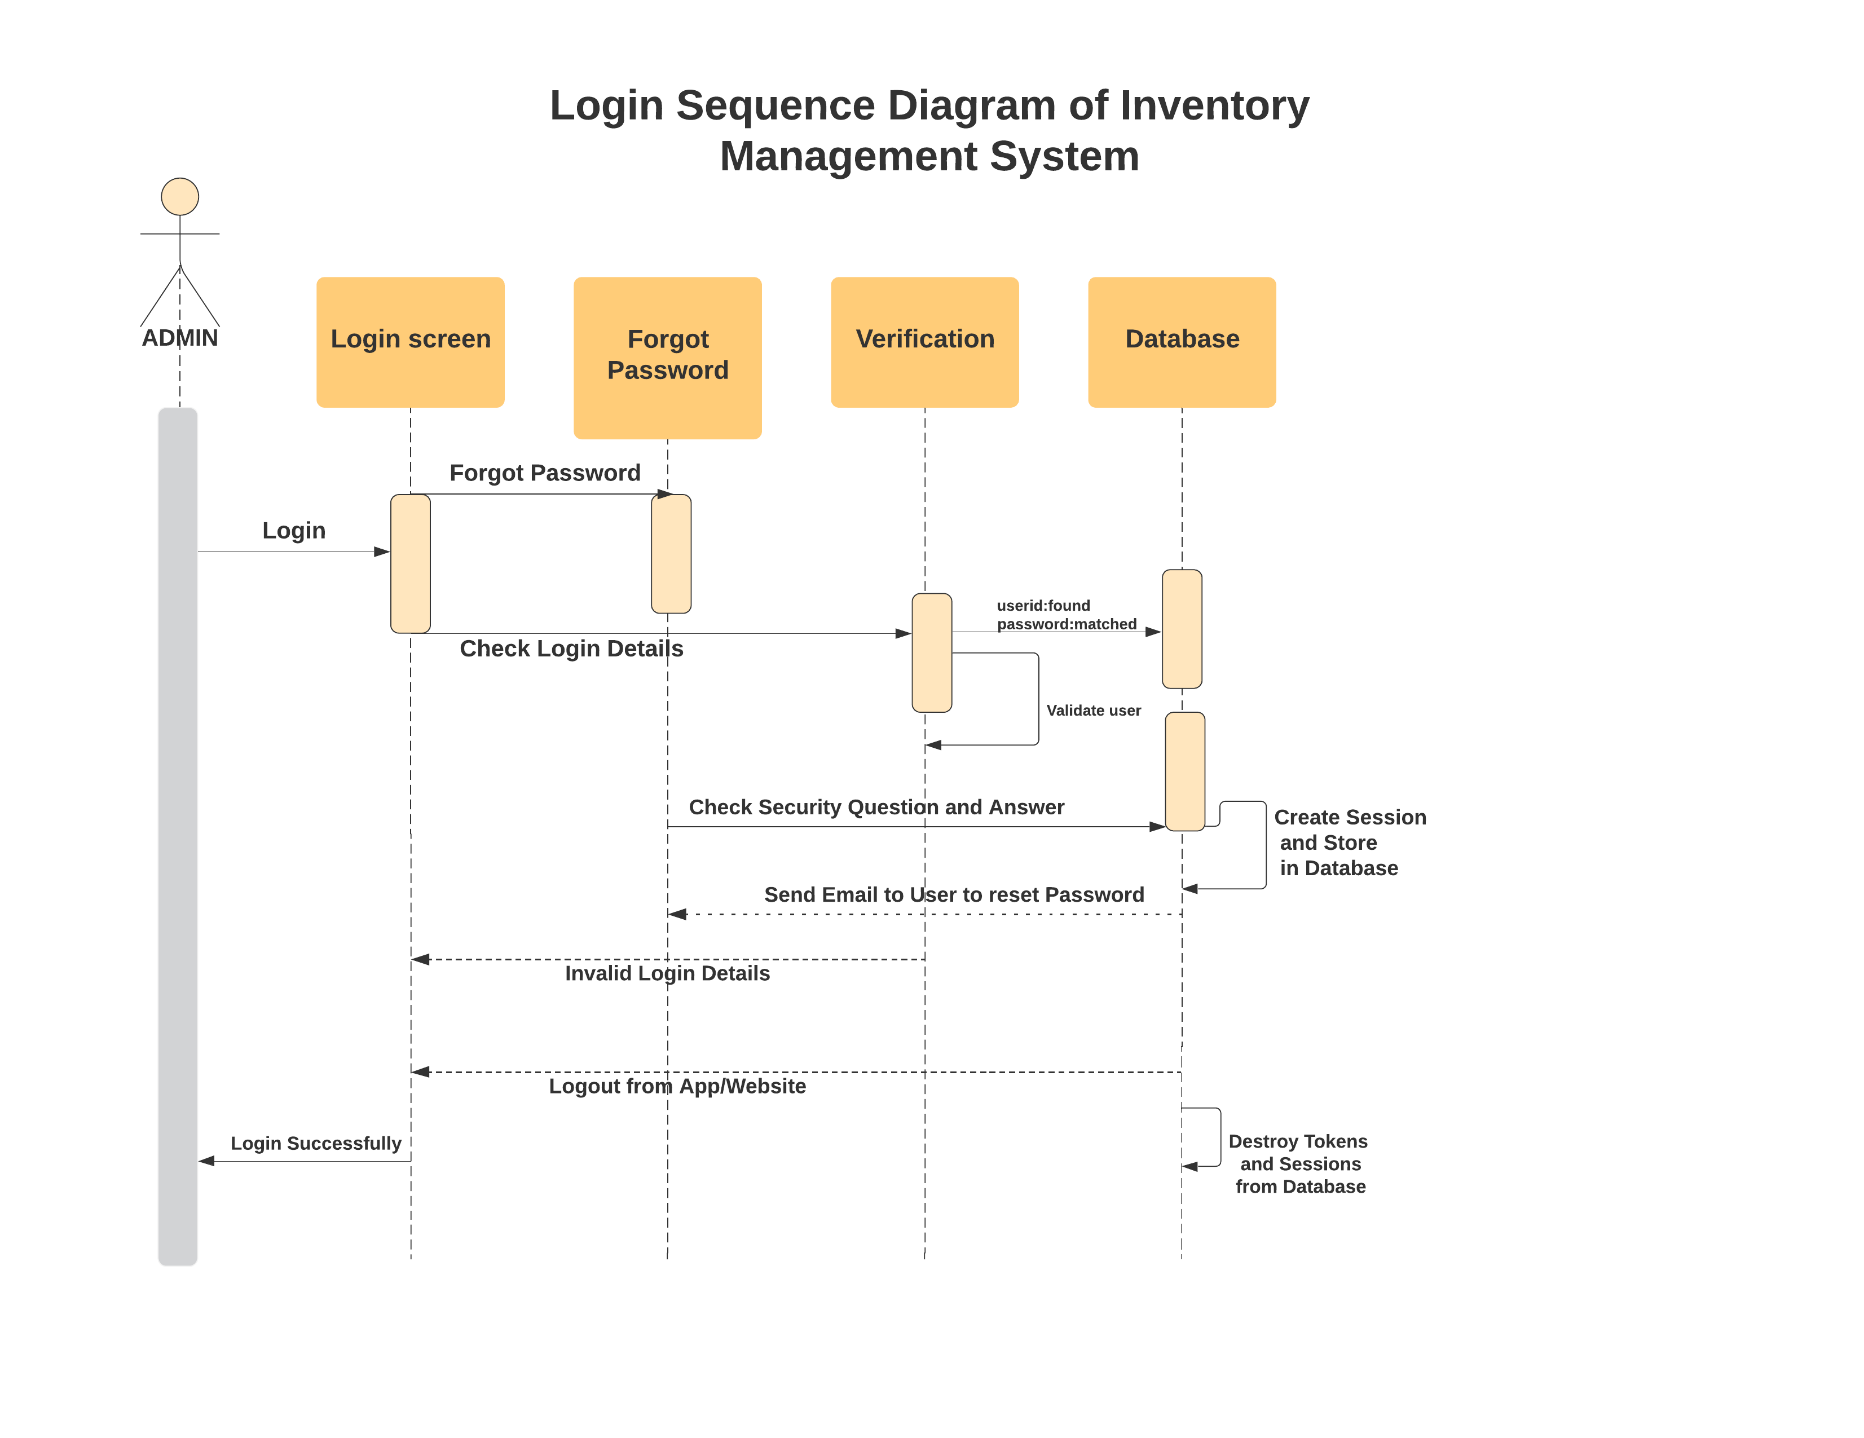 Login Sequence Diagram of Inventory
Management System
ADMIN
Login screen
Forgot
Password
Verification
Database
Forgot Password
Login
userid:found
password:matched
Check Login Details
Validate user
Check Security Question and Answer
Create Session
and Store
in Database
Send Email to User to reset Password
Invalid Login Details
Logout from App/Website
Login Successfully
Destroy Tokens
and Sessions
from Database